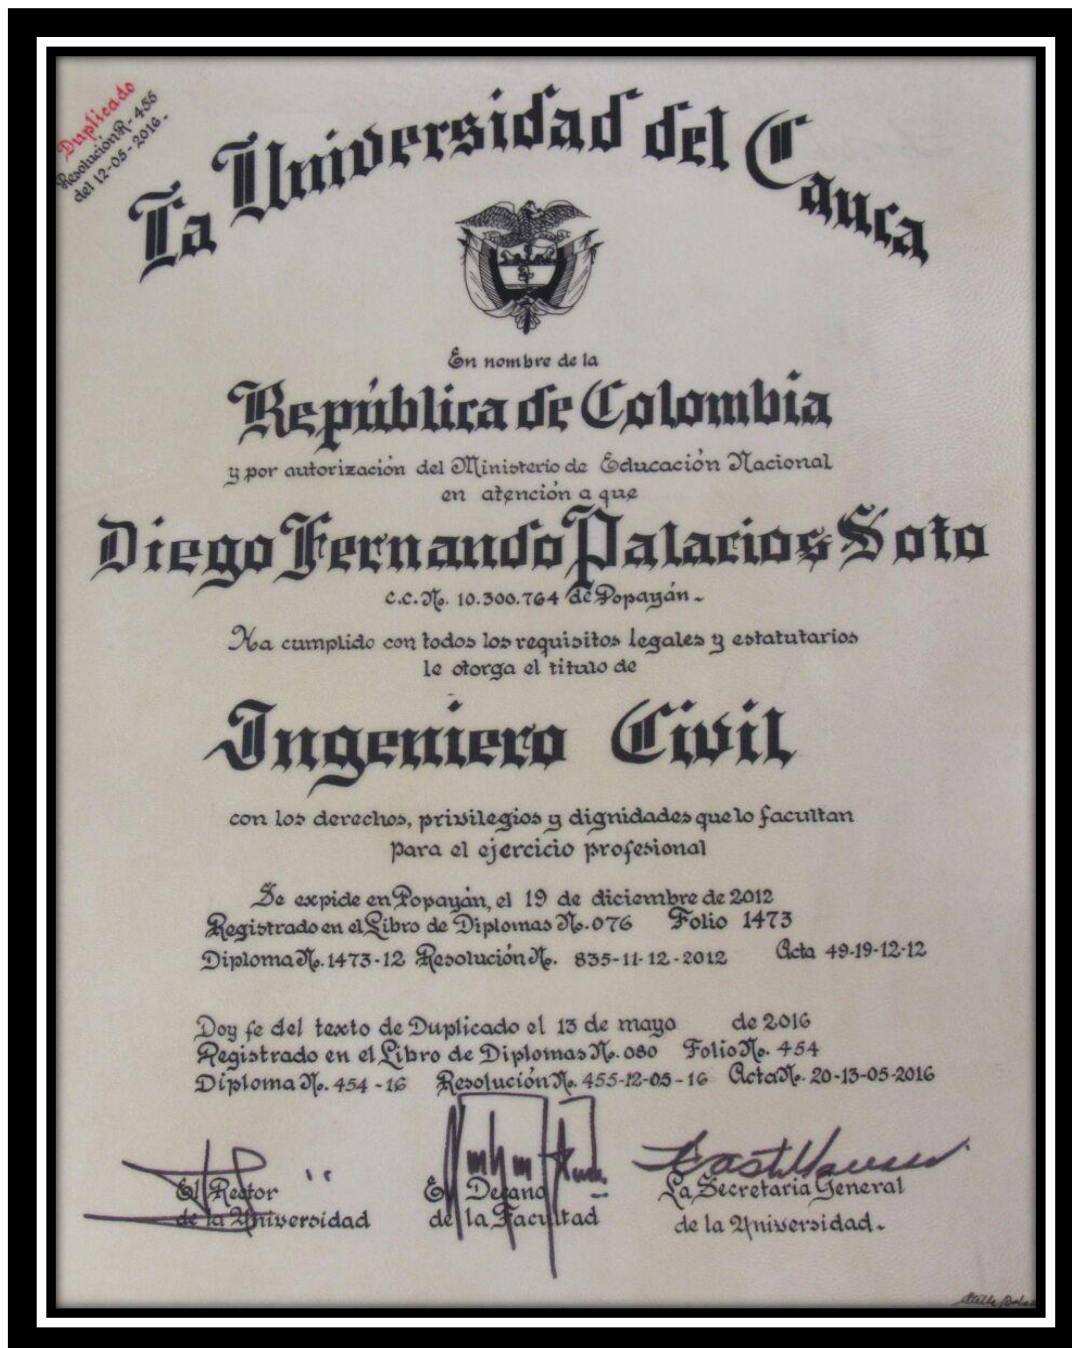 Duplicado
Resolución R-455
del 12-05-2016.-
La Universidad del Cauca
En nombre de la
República de Colombia
y por autorización del Ministerio de Educación Nacional
en atención a que
Diego Fernando Palacios Soto
c.c. No. 10.300.764 de Popayán.-
Ha cumplido con todos los requisitos legales y estatutarios
le otorga el titulo de
Ingeniero Civil
con los derechos, privilegios y dignidades que lo facultan
para el ejercicio profesional
Se expide en Popayán, el 19 de diciembre de 2012
Registrado en el Libro de Diplomas No. 076 Folio 1473
Diploma No. 1473-12 Resolución No. 835-11-12-2012 Acta 49-19-12-12
Doy fe del texto de Duplicado el 13 de mayo de 2016
Registrado en el Libro de Diplomas No. 080 Folio No. 454
Diploma No. 454-16 Resolución No. 455-12-05-16 Acta No. 20-13-05-2016
El Rector
de la Universidad
El Decano
de la Facultad
La Secretaria General
de la Universidad.-